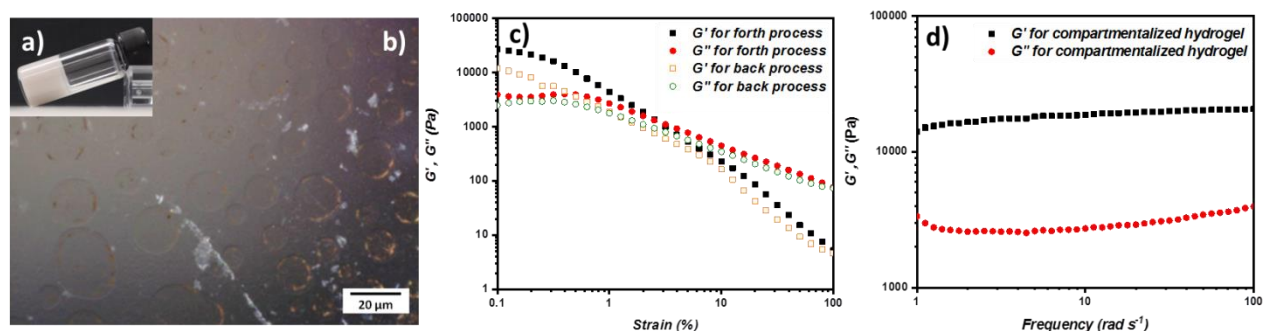 a)
b)
20 µm
c)
G' for forth process
G'' for forth process
G' for back process
G'' for back process
G', G'' (Pa)
100000
10000
1000
100
10
1
0.1
1
10
100
Strain (%)
d)
G' for compartmentalized hydrogel
G'' for compartmentalized hydrogel
G', G'' (Pa)
100000
10000
1000
1
10
100
Frequency (rad s⁻¹)